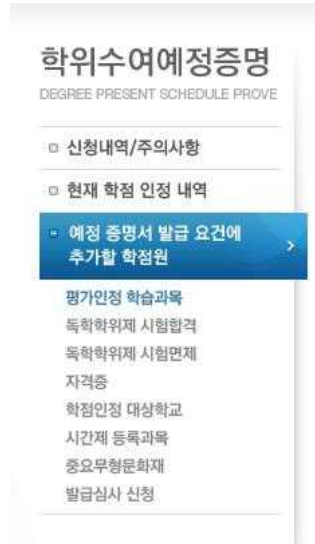 학위수여예정증명
DEGREE PRESENT SCHEDULE PROVE
신청내역/주의사항
현재 학점 인정 내역
예정 증명서 발급 요건에
추가할 학점원
평가인정 학습과목
독학학위제 시험합격
독학학위제 시험면제
자격증
학점인정 대상학교
시간제 등록과목
중요무형문화재
발급심사 신청